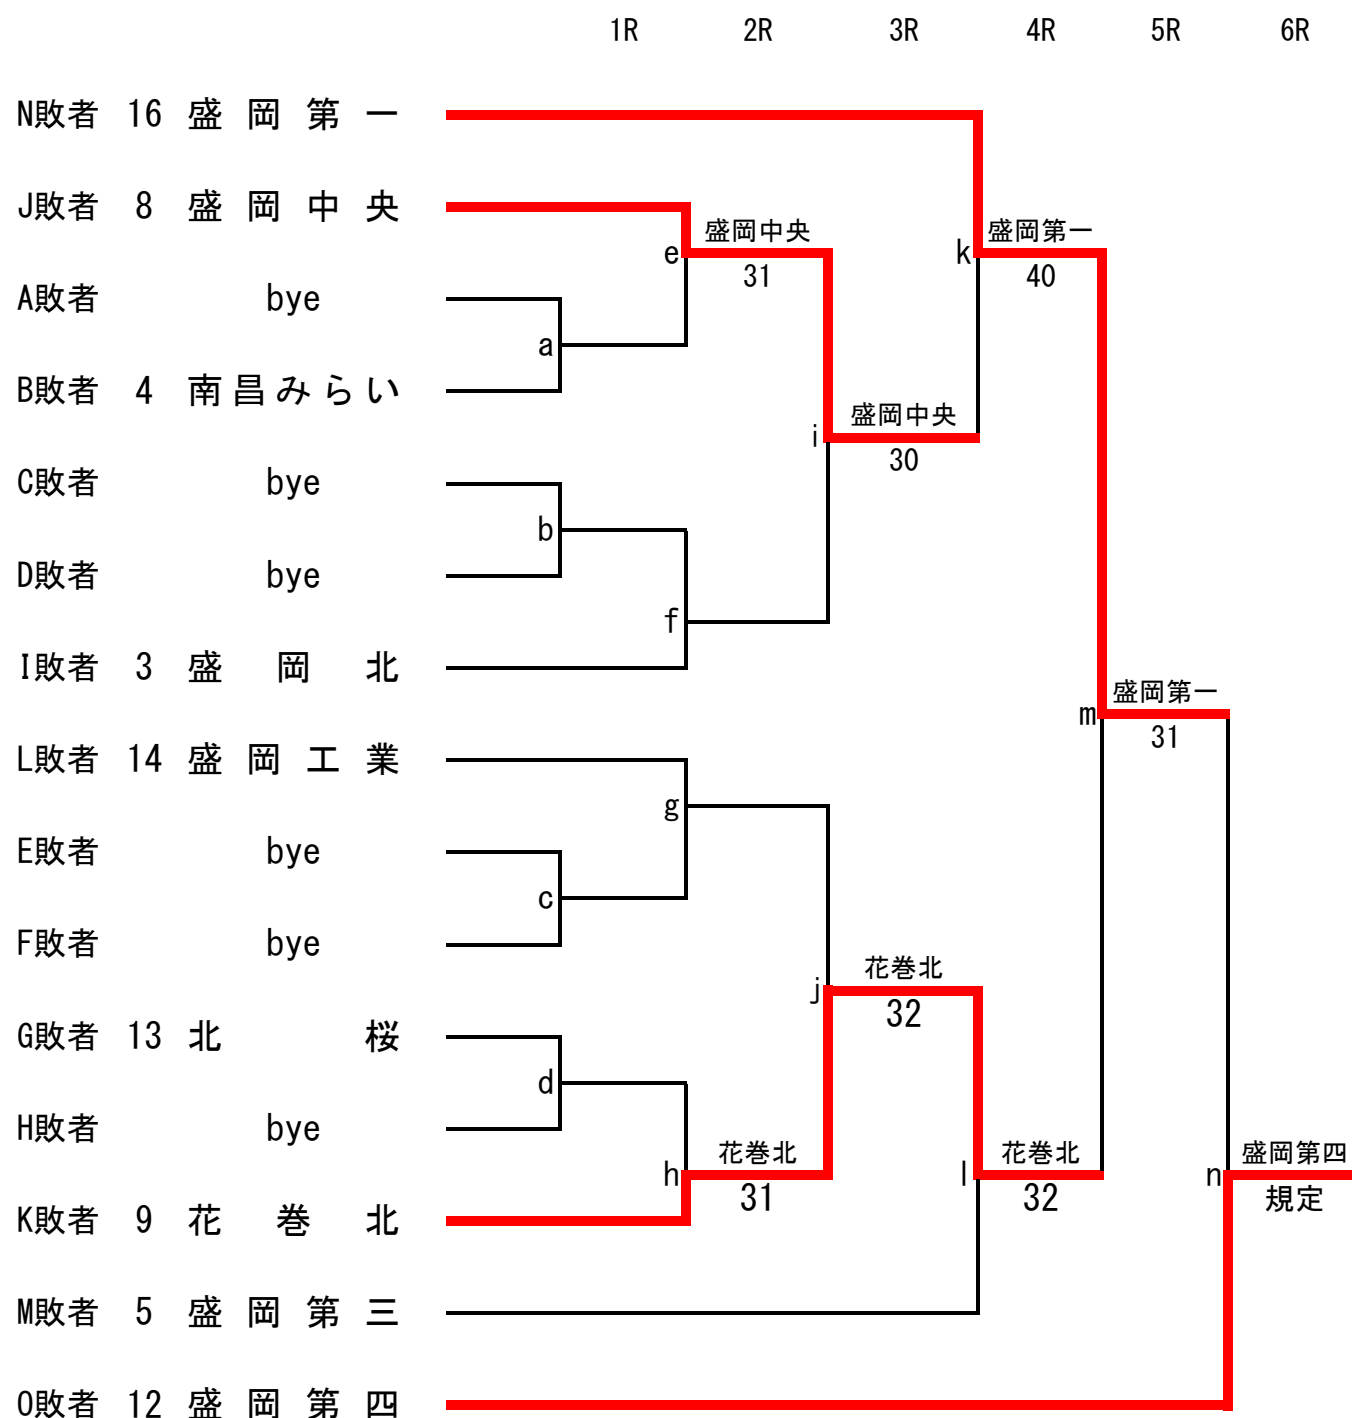 1R 2R 3R 4R 5R 6R
N敗者 16 盛岡第一
J敗者 8 盛岡中央
盛岡中央 盛岡第一
e k
31 40
A敗者 bye
a
B敗者 4 南昌みらい
盛岡中央
i
30
C敗者 bye
b
D敗者 bye
f
I敗者 3 盛岡北
盛岡第一
m
31
L敗者 14 盛岡工業
g
E敗者 bye
c
F敗者 bye
花巻北
j
32
G敗者 13 北桜
d
H敗者 bye
花巻北 花巻北 盛岡第四
h l n
31 32 規定
K敗者 9 花巻北
M敗者 5 盛岡第三
O敗者 12 盛岡第四